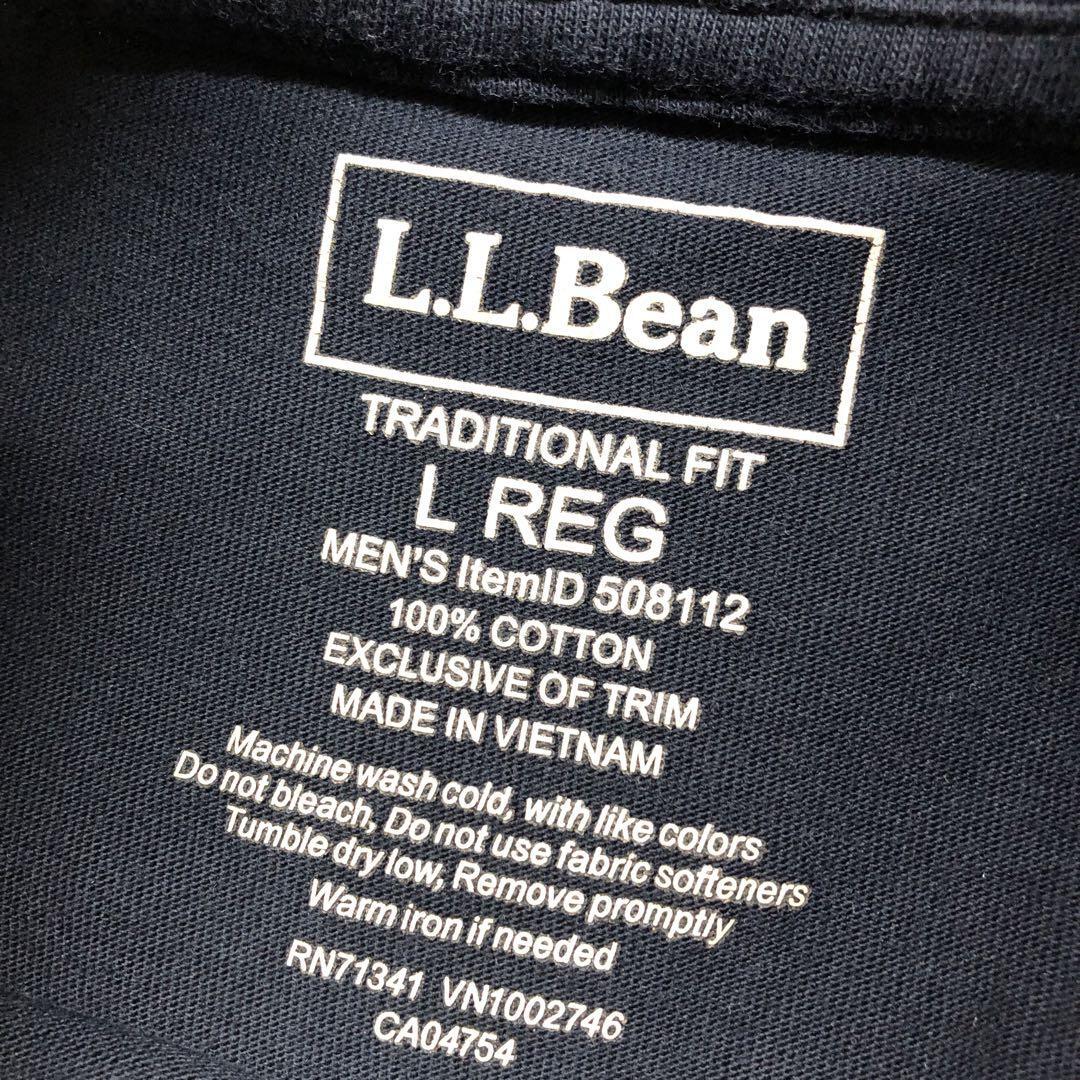 L.L.Bean
TRADITIONAL FIT
L REG
MEN'S ItemID 508112
100% COTTON
EXCLUSIVE OF TRIM
MADE IN VIETNAM
Machine wash cold, with like colors
Do not bleach, Do not use fabric softeners
Tumble dry low, Remove promptly
Warm iron if needed
RN71341 VN1002746
CA04754